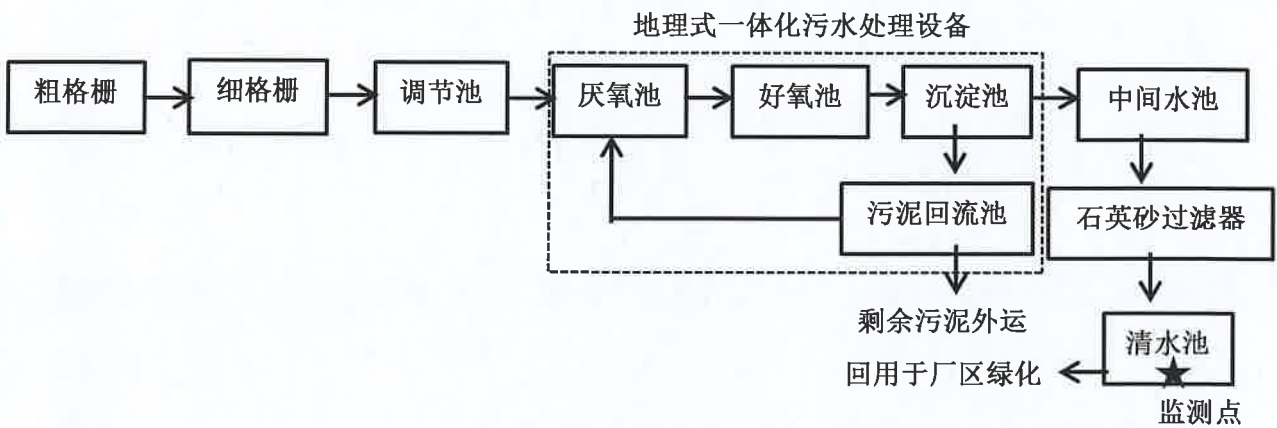 地理式一体化污水处理设备
粗格栅
细格栅
调节池
厌氧池
好氧池
沉淀池
中间水池
污泥回流池
石英砂过滤器
剩余污泥外运
清水池
回用于厂区绿化
监测点